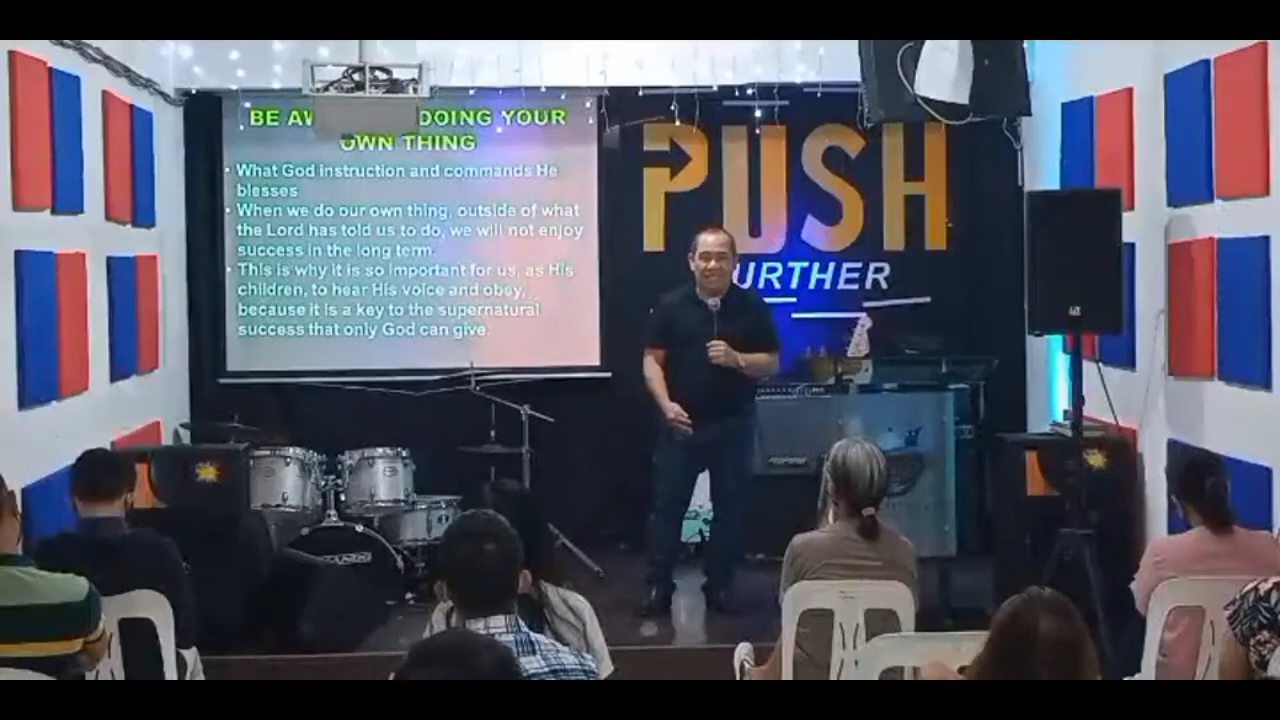 BE AW DOING YOUR
OWN THING
• What God instruction and commands He
blesses
• When we do our own thing, outside of what
the Lord has told us to do, we will not enjoy
success in the long term.
• This is why it is so important for us, as His
children, to hear His voice and obey,
because it is a key to the supernatural
success that only God can give.
PUSH
URTHER